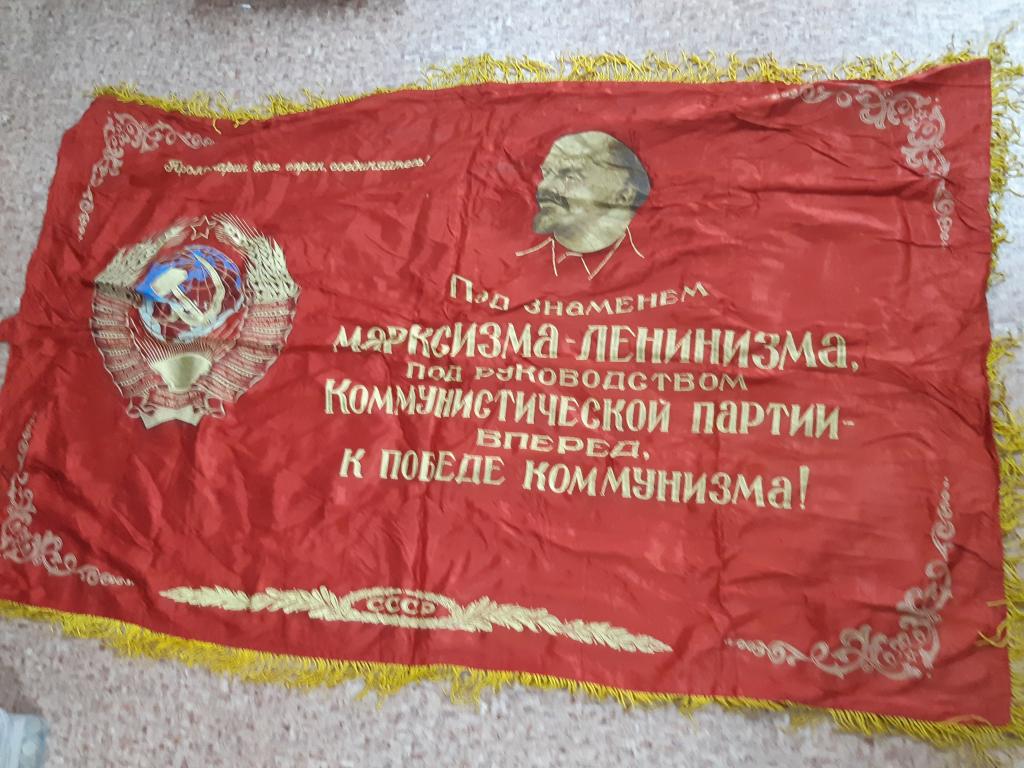 Пролетарии всех стран, соединяйтесь!
Под знаменем
марксизма-ленинизма,
под руководством
Коммунистической партии-
вперед,
к победе коммунизма!
СССР